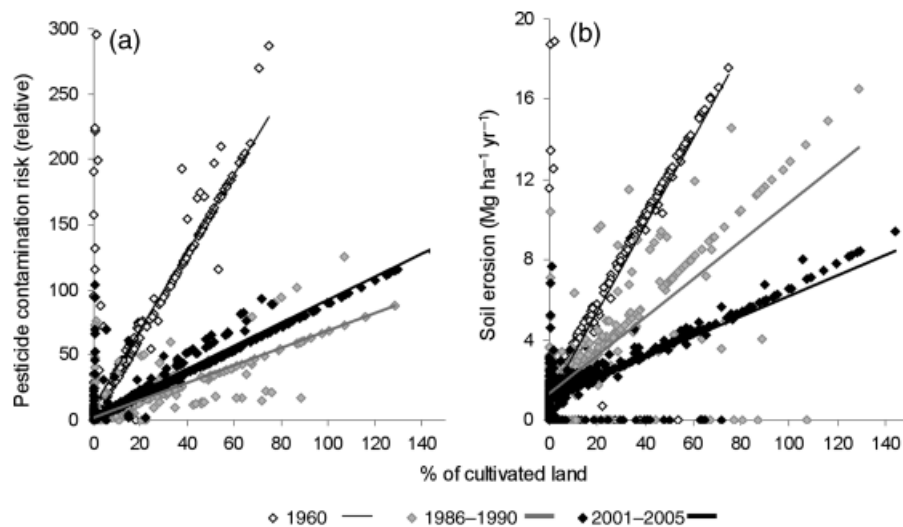 (a)
Pesticide contamination risk (relative)
300
250
200
150
100
50
0
0 20 40 60 80 100 120 140
(b)
Soil erosion (Mg ha⁻¹ yr⁻¹)
20
16
12
8
4
0
0 20 40 60 80 100 120 140
% of cultivated land
1960 1986–1990 2001–2005